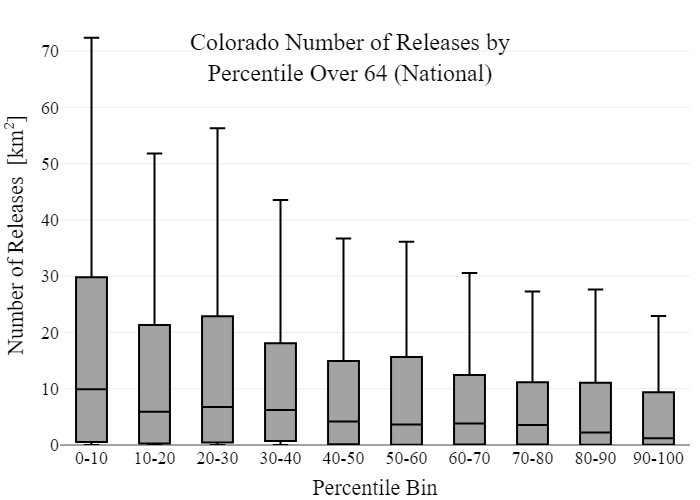 Colorado Number of Releases by
Percentile Over 64 (National)
Number of Releases [km²]
70
60
50
40
30
20
10
0
0-10 10-20 20-30 30-40 40-50 50-60 60-70 70-80 80-90 90-100
Percentile Bin